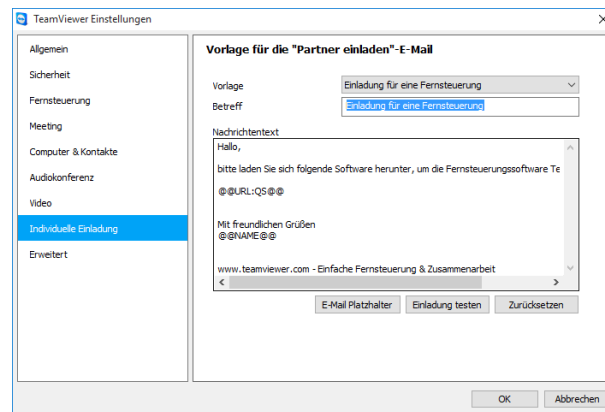 TeamViewer Einstellungen
Allgemein
Sicherheit
Fernsteuerung
Meeting
Computer & Kontakte
Audiokonferenz
Video
Individuelle Einladung
Erweitert
Vorlage für die "Partner einladen"-E-Mail
Vorlage
Einladung für eine Fernsteuerung
Betreff
Einladung für eine Fernsteuerung
Nachrichtentext
Hallo,
bitte laden Sie sich folgende Software herunter, um die Fernsteuerungssoftware Te
@@URL:QS@@
Mit freundlichen Grüßen
@@NAME@@
www.teamviewer.com - Einfache Fernsteuerung & Zusammenarbeit
E-Mail Platzhalter
Einladung testen
Zurücksetzen
OK
Abbrechen